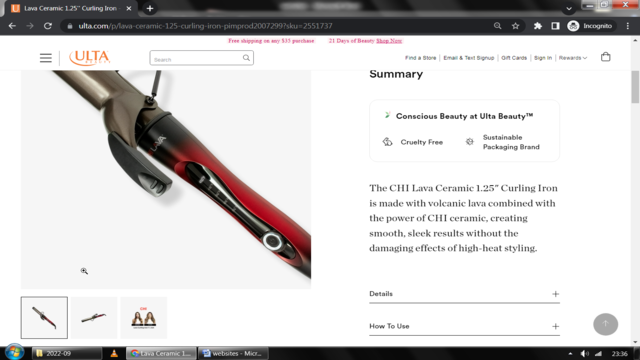 Lava Ceramic 1.25'' Curling Iron
ulta.com/p/lava-ceramic-125-curling-iron-pimprod2007299?sku=2551737
Incognito
Free shipping on any $35 purchase
21 Days of Beauty Shop Now
ULTA
BEAUTY
Search
Find a Store | Email & Text Signup | Gift Cards | Sign In | Rewards
LAVA
Summary
Conscious Beauty at Ulta Beauty™
Cruelty Free
Sustainable
Packaging Brand
The CHI Lava Ceramic 1.25" Curling Iron
is made with volcanic lava combined with
the power of CHI ceramic, creating
smooth, sleek results without the
damaging effects of high-heat styling.
Details
How To Use
2022-09
Lava Ceramic 1....
websites - Micr...
23:36